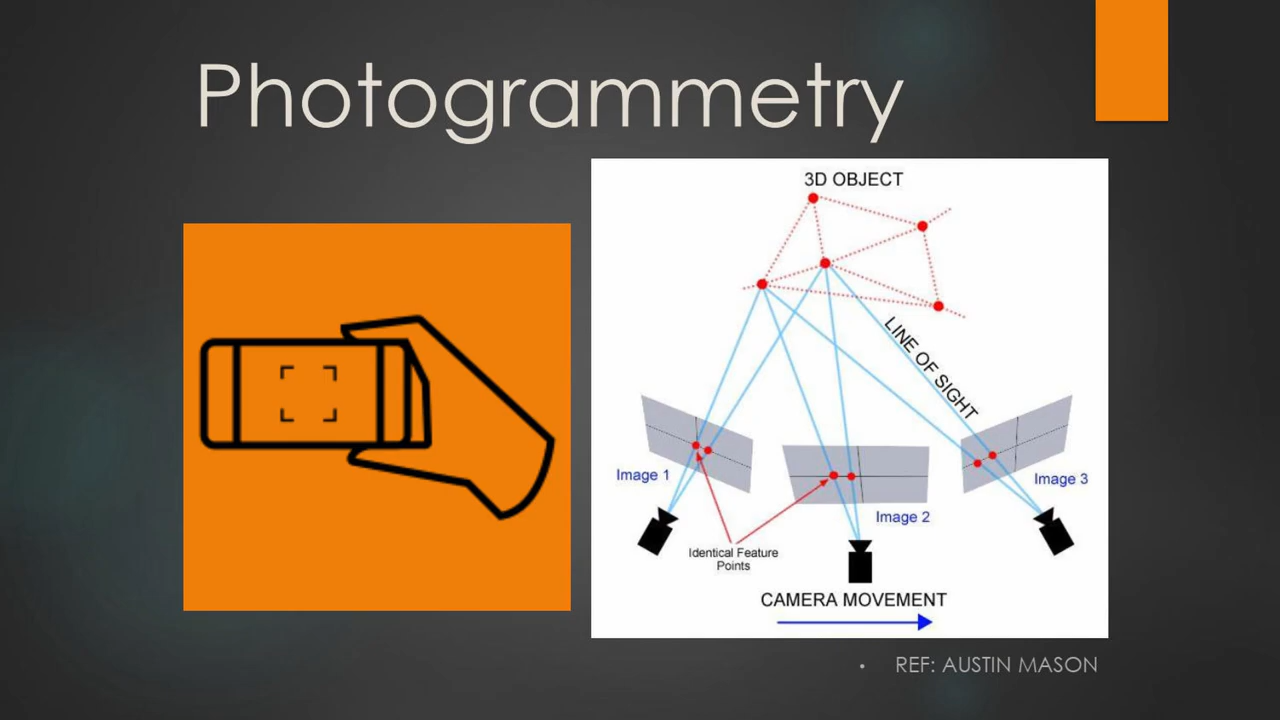 Photogrammetry
3D OBJECT
LINE OF SIGHT
Image 1
Image 3
Image 2
Identical Feature
Points
CAMERA MOVEMENT
• REF: AUSTIN MASON